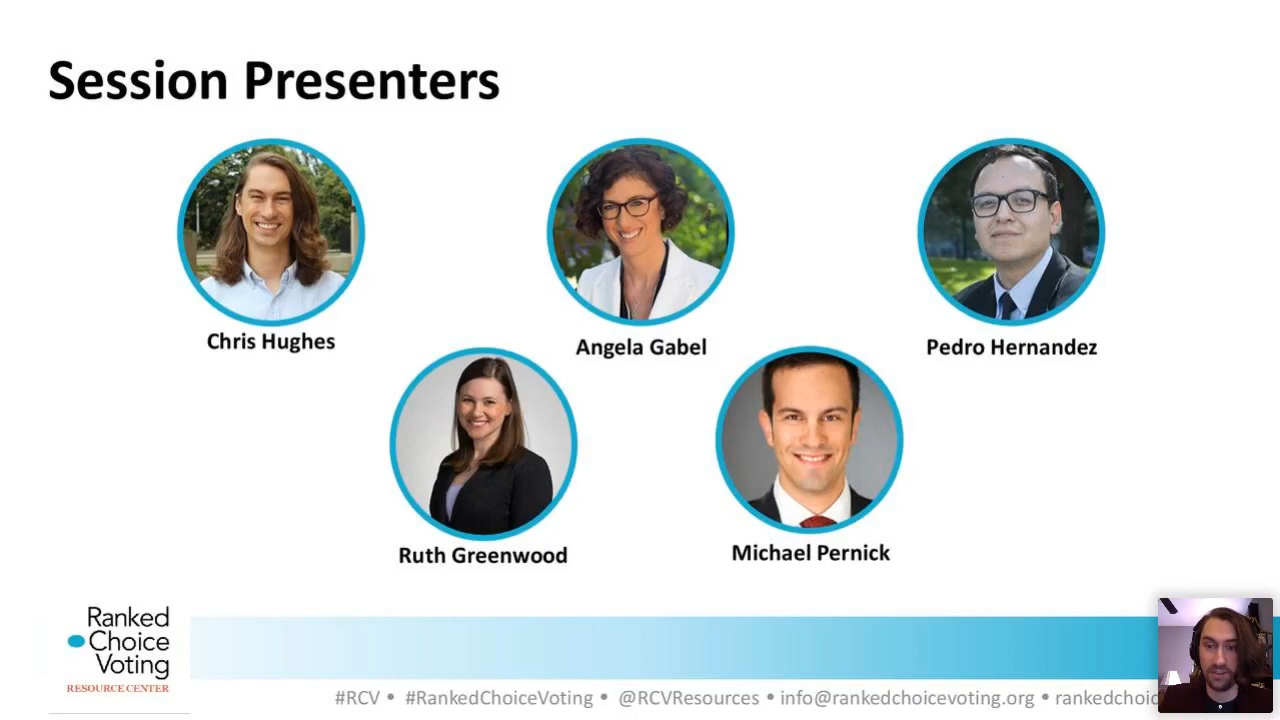 Session Presenters
Chris Hughes
Angela Gabel
Pedro Hernandez
Ruth Greenwood
Michael Pernick
Ranked
Choice
Voting
RESOURCE CENTER
#RCV • #RankedChoiceVoting • @RCVResources • info@rankedchoicevoting.org •